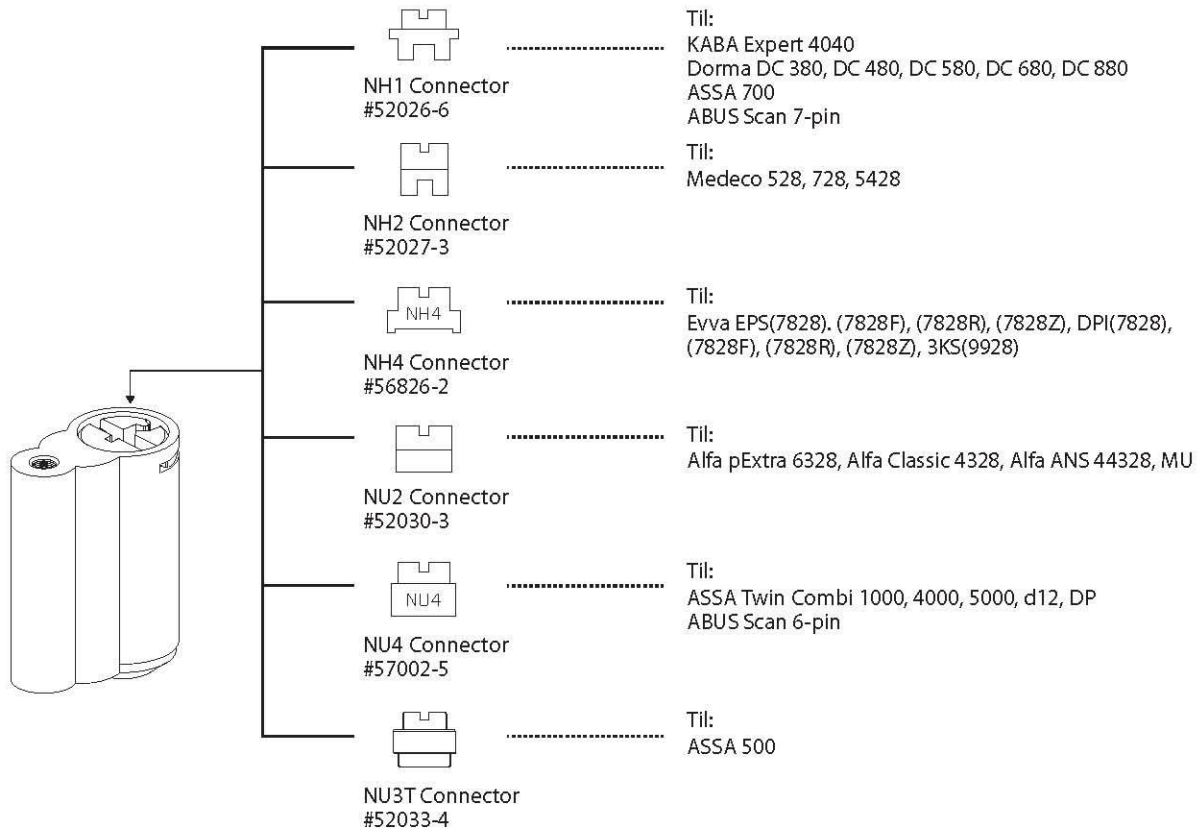 NH1 Connector
#52026-6
Til:
KABA Expert 4040
Dorma DC 380, DC 480, DC 580, DC 680, DC 880
ASSA 700
ABUS Scan 7-pin
NH2 Connector
#52027-3
Til:
Medeco 528, 728, 5428
NH4
NH4 Connector
#56826-2
Til:
Evva EPS(7828). (7828F), (7828R), (7828Z), DPI(7828),
(7828F), (7828R), (7828Z), 3KS(9928)
NU2 Connector
#52030-3
Til:
Alfa pExtra 6328, Alfa Classic 4328, Alfa ANS 44328, MU
NU4
NU4 Connector
#57002-5
Til:
ASSA Twin Combi 1000, 4000, 5000, d12, DP
ABUS Scan 6-pin
NU3T Connector
#52033-4
Til:
ASSA 500